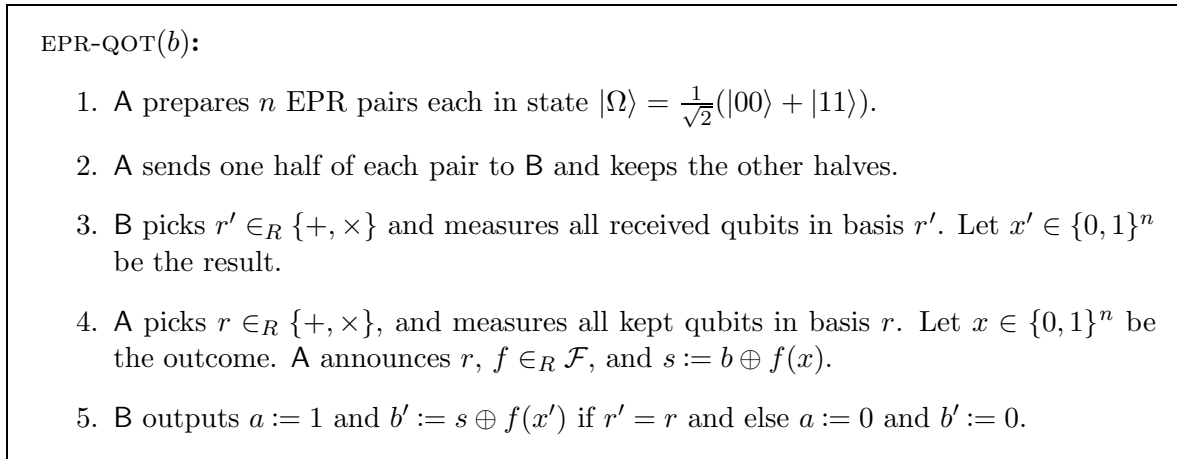 EPR-QOT(b):
1. A prepares n EPR pairs each in state |Ω⟩ = 1/√2(|00⟩ + |11⟩).
2. A sends one half of each pair to B and keeps the other halves.
3. B picks r′ ∈R {+, ×} and measures all received qubits in basis r′. Let x′ ∈ {0, 1}ⁿ
be the result.
4. A picks r ∈R {+, ×}, and measures all kept qubits in basis r. Let x ∈ {0, 1}ⁿ be
the outcome. A announces r, f ∈R ℱ, and s := b ⊕ f(x).
5. B outputs a := 1 and b′ := s ⊕ f(x′) if r′ = r and else a := 0 and b′ := 0.